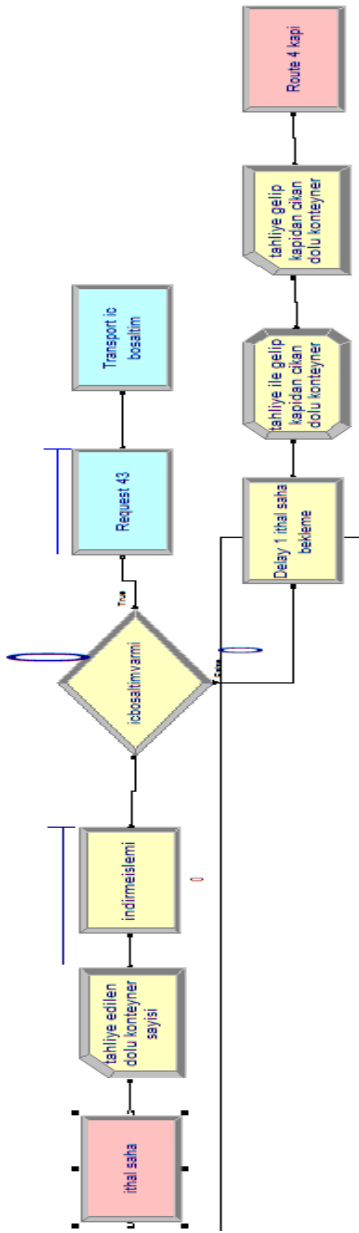 ithal saha
tahliye edilen
dolu konteyner
sayisi
indirmeislemi
0
icbosaltimvarmi
True
False
0
Request 43
Transport ic
bosaltim
Delay 1 ithal saha
bekleme
tahliye ile gelip
kapidan cikan
dolu konteyner
tahliye gelip
kapidan cikan
dolu konteyner
Route 4 kapi